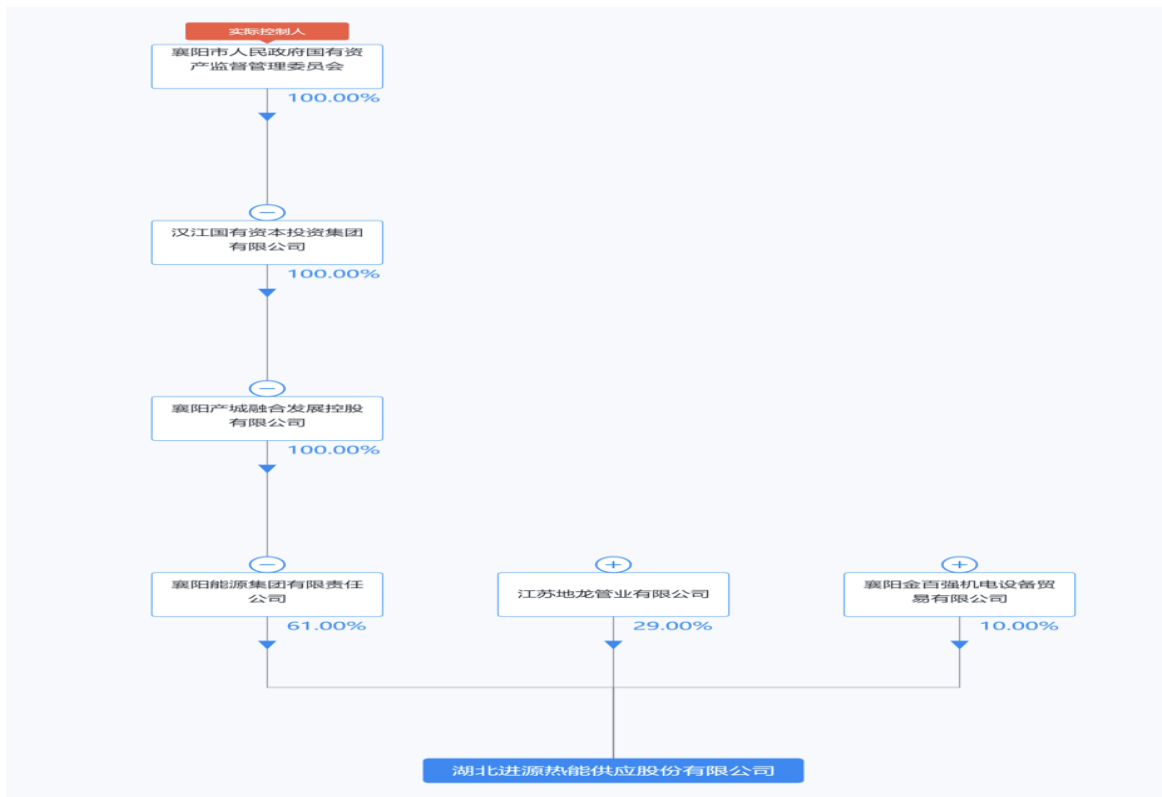 实际控制人
襄阳市人民政府国有资
产监督管理委员会
100.00%
汉江国有资本投资集团
有限公司
100.00%
襄阳产城融合发展控股
有限公司
100.00%
襄阳能源集团有限责任
公司
61.00%
江苏地龙管业有限公司
29.00%
襄阳金百强机电设备贸
易有限公司
10.00%
湖北进源热能供应股份有限公司